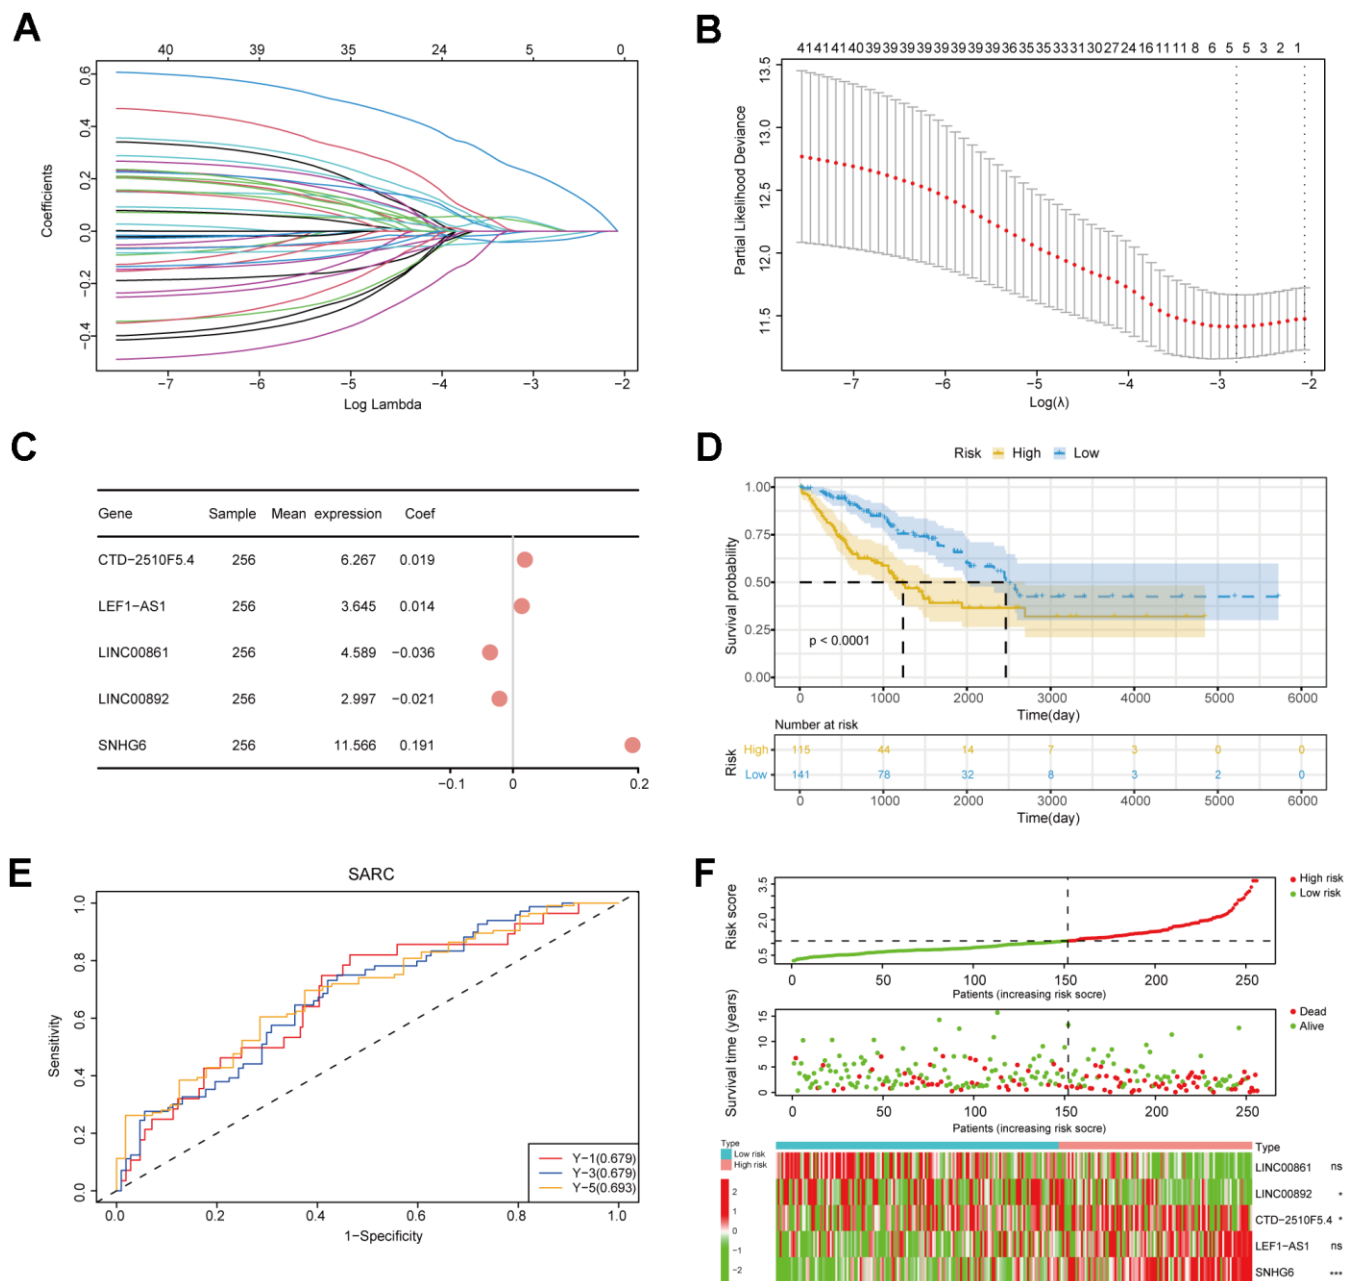 A
40 39 35 24 5 0
0.6
0.4
0.2
0.0
−0.2
−0.4
Coefficients
−7 −6 −5 −4 −3 −2
Log Lambda
B
41 41 41 40 39 39 39 39 39 39 39 39 36 35 35 33 31 30 27 24 16 11 11 8 6 5 5 3 2 1
13.5
13.0
12.5
12.0
11.5
Partial Likelihood Deviance
−7 −6 −5 −4 −3 −2
Log(λ)
C
Gene Sample Mean expression Coef
CTD−2510F5.4 256 6.267 0.019
LEF1−AS1 256 3.645 0.014
LINC00861 256 4.589 −0.036
LINC00892 256 2.997 −0.021
SNHG6 256 11.566 0.191
−0.1 0 0.2
D
Risk High Low
1.00
0.75
0.50
0.25
0.00
Survival probability
p < 0.0001
0 1000 2000 3000 4000 5000 6000
Time(day)
Number at risk
Risk
High 115 44 14 7 3 0 0
Low 141 78 32 8 3 2 0
0 1000 2000 3000 4000 5000 6000
Time(day)
E
SARC
1.0
0.8
0.6
0.4
0.2
0.0
Sensitivity
Y−1(0.679)
Y−3(0.679)
Y−5(0.693)
0.0 0.2 0.4 0.6 0.8 1.0
1−Specificity
F
3.5
2.0
0.5
Risk score
High risk
Low risk
0 50 100 150 200 250
Patients (increasing risk socre)
15
10
5
0
Survival time (years)
Dead
Alive
0 50 100 150 200 250
Patients (increasing risk socre)
Type
Low risk
High risk
2
1
0
−1
−2
Type
LINC00861 ns
LINC00892 *
CTD−2510F5.4 *
LEF1−AS1 ns
SNHG6 ***